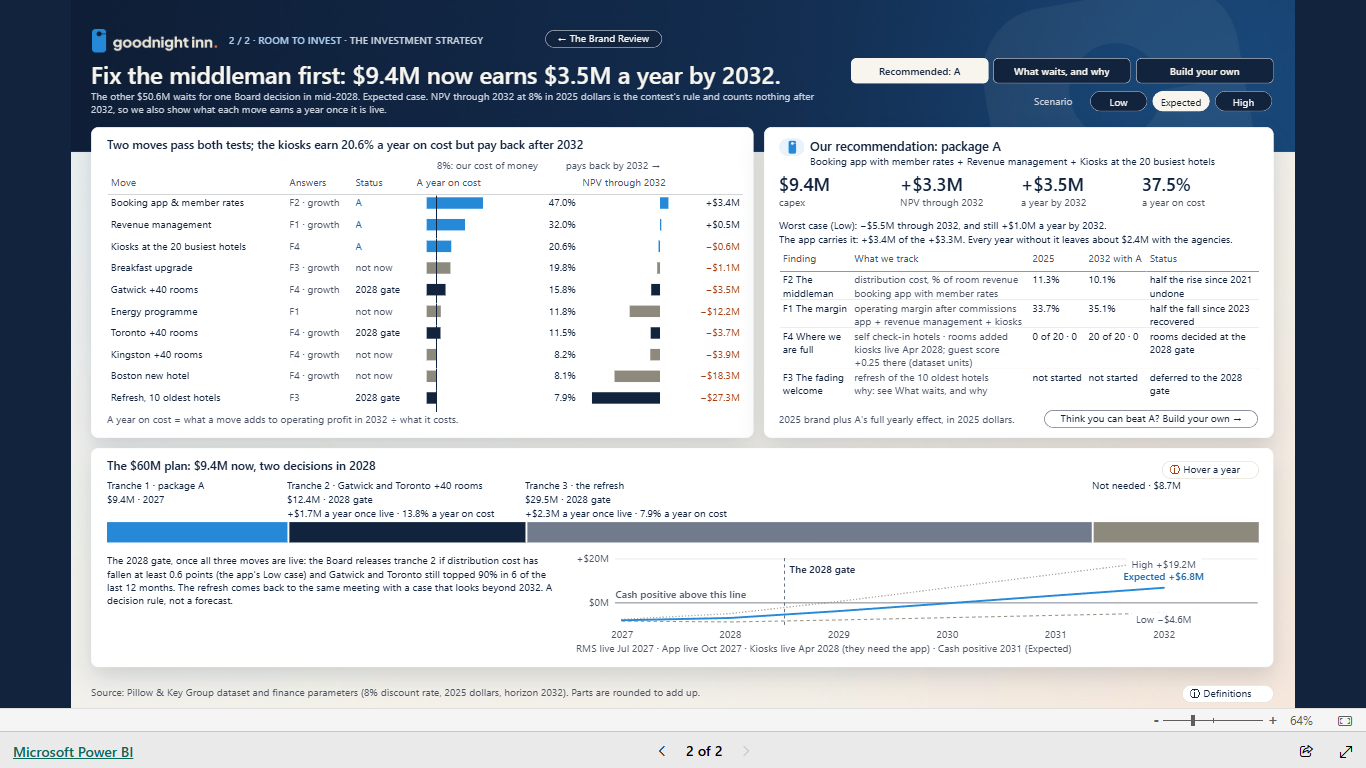 goodnight inn.
2 / 2 · ROOM TO INVEST · THE INVESTMENT STRATEGY
← The Brand Review
Fix the middleman first: $9.4M now earns $3.5M a year by 2032.
The other $50.6M waits for one Board decision in mid-2028. Expected case. NPV through 2032 at 8% in 2025 dollars is the contest's rule and counts nothing after
2032, so we also show what each move earns a year once it is live.
Recommended: A
What waits, and why
Build your own
Scenario
Low
Expected
High
Two moves pass both tests; the kiosks earn 20.6% a year on cost but pay back after 2032
8%: our cost of money pays back by 2032 →
Move Answers Status A year on cost NPV through 2032
Booking app & member rates F2 · growth A 47.0% +$3.4M
Revenue management F1 · growth A 32.0% +$0.5M
Kiosks at the 20 busiest hotels F4 A 20.6% −$0.6M
Breakfast upgrade F3 · growth not now 19.8% −$1.1M
Gatwick +40 rooms F4 · growth 2028 gate 15.8% −$3.5M
Energy programme F1 not now 11.8% −$12.2M
Toronto +40 rooms F4 · growth 2028 gate 11.5% −$3.7M
Kingston +40 rooms F4 · growth not now 8.2% −$3.9M
Boston new hotel F4 · growth not now 8.1% −$18.3M
Refresh, 10 oldest hotels F3 2028 gate 7.9% −$27.3M
A year on cost = what a move adds to operating profit in 2032 ÷ what it costs.
Our recommendation: package A
Booking app with member rates + Revenue management + Kiosks at the 20 busiest hotels
$9.4M +$3.3M +$3.5M 37.5%
capex NPV through 2032 a year by 2032 a year on cost
Worst case (Low): −$5.5M through 2032, and still +$1.0M a year by 2032.
The app carries it: +$3.4M of the +$3.3M. Every year without it leaves about $2.4M with the agencies.
Finding What we track 2025 2032 with A Status
F2 The distribution cost, % of room revenue 11.3% 10.1% half the rise since 2021
middleman booking app with member rates undone
F1 The margin operating margin after commissions 33.7% 35.1% half the fall since 2023
app + revenue management + kiosks recovered
F4 Where we self check-in hotels · rooms added 0 of 20 · 0 20 of 20 · 0 rooms decided at the
are full kiosks live Apr 2028; guest score 2028 gate
+0.25 there (dataset units)
F3 The fading refresh of the 10 oldest hotels not started not started deferred to the 2028
welcome why: see What waits, and why gate
2025 brand plus A's full yearly effect, in 2025 dollars.
Think you can beat A? Build your own →
The $60M plan: $9.4M now, two decisions in 2028
Hover a year
Tranche 1 · package A Tranche 2 · Gatwick and Toronto +40 rooms Tranche 3 · the refresh Not needed · $8.7M
$9.4M · 2027 $12.4M · 2028 gate $29.5M · 2028 gate
+$1.7M a year once live · 13.8% a year on cost +$2.3M a year once live · 7.9% a year on cost
The 2028 gate, once all three moves are live: the Board releases tranche 2 if distribution cost has
fallen at least 0.6 points (the app's Low case) and Gatwick and Toronto still topped 90% in 6 of the
last 12 months. The refresh comes back to the same meeting with a case that looks beyond 2032. A
decision rule, not a forecast.
+$20M
The 2028 gate
High +$19.2M
Expected +$6.8M
Cash positive above this line
$0M
Low −$4.6M
2027 2028 2029 2030 2031 2032
RMS live Jul 2027 · App live Oct 2027 · Kiosks live Apr 2028 (they need the app) · Cash positive 2031 (Expected)
Source: Pillow & Key Group dataset and finance parameters (8% discount rate, 2025 dollars, horizon 2032). Parts are rounded to add up.
Definitions
- + 64%
Microsoft Power BI
2 of 2